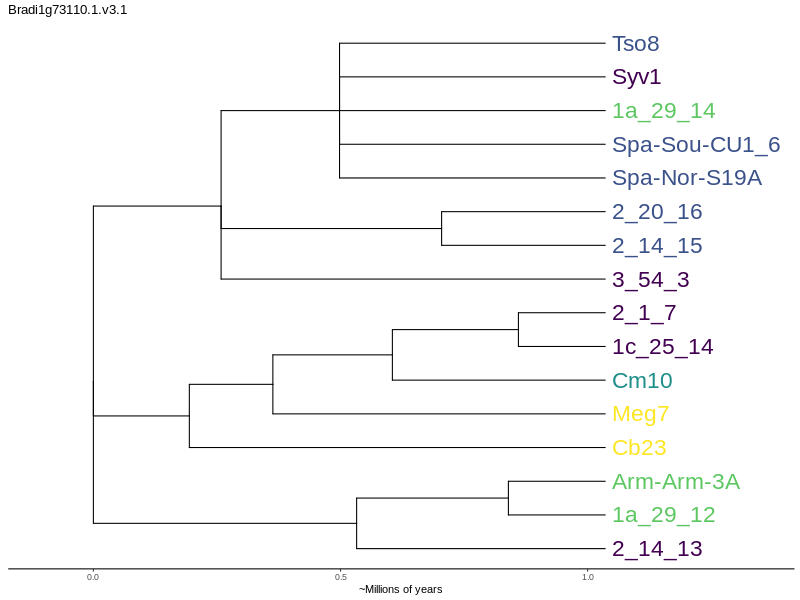 Bradi1g73110.1.v3.1
Tso8
Syv1
1a_29_14
Spa-Sou-CU1_6
Spa-Nor-S19A
2_20_16
2_14_15
3_54_3
2_1_7
1c_25_14
Cm10
Meg7
Cb23
Arm-Arm-3A
1a_29_12
2_14_13
0.0 0.5 1.0
~Millions of years